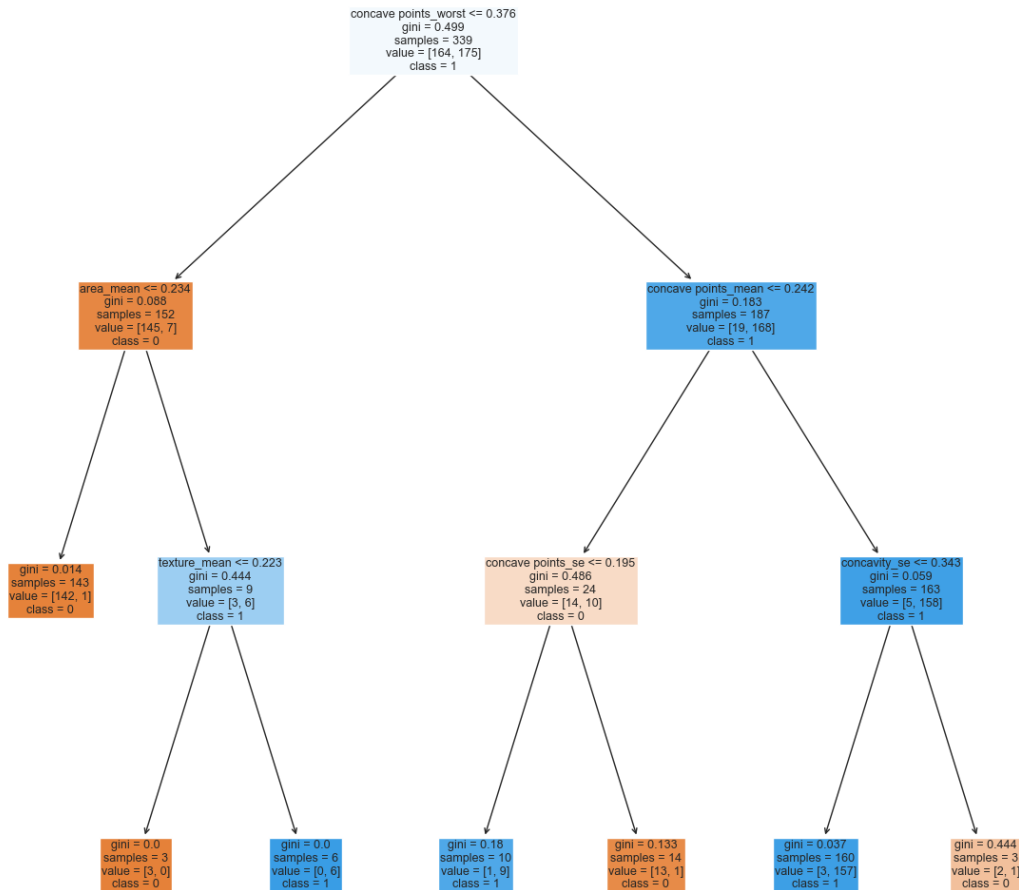 concave points_worst <= 0.376
gini = 0.499
samples = 339
value = [164, 175]
class = 1
area_mean <= 0.234
gini = 0.088
samples = 152
value = [145, 7]
class = 0
concave points_mean <= 0.242
gini = 0.183
samples = 187
value = [19, 168]
class = 1
gini = 0.014
samples = 143
value = [142, 1]
class = 0
texture_mean <= 0.223
gini = 0.444
samples = 9
value = [3, 6]
class = 1
concave points_se <= 0.195
gini = 0.486
samples = 24
value = [14, 10]
class = 0
concavity_se <= 0.343
gini = 0.059
samples = 163
value = [5, 158]
class = 1
gini = 0.0
samples = 3
value = [3, 0]
class = 0
gini = 0.0
samples = 6
value = [0, 6]
class = 1
gini = 0.18
samples = 10
value = [1, 9]
class = 1
gini = 0.133
samples = 14
value = [13, 1]
class = 0
gini = 0.037
samples = 160
value = [3, 157]
class = 1
gini = 0.444
samples = 3
value = [2, 1]
class = 0